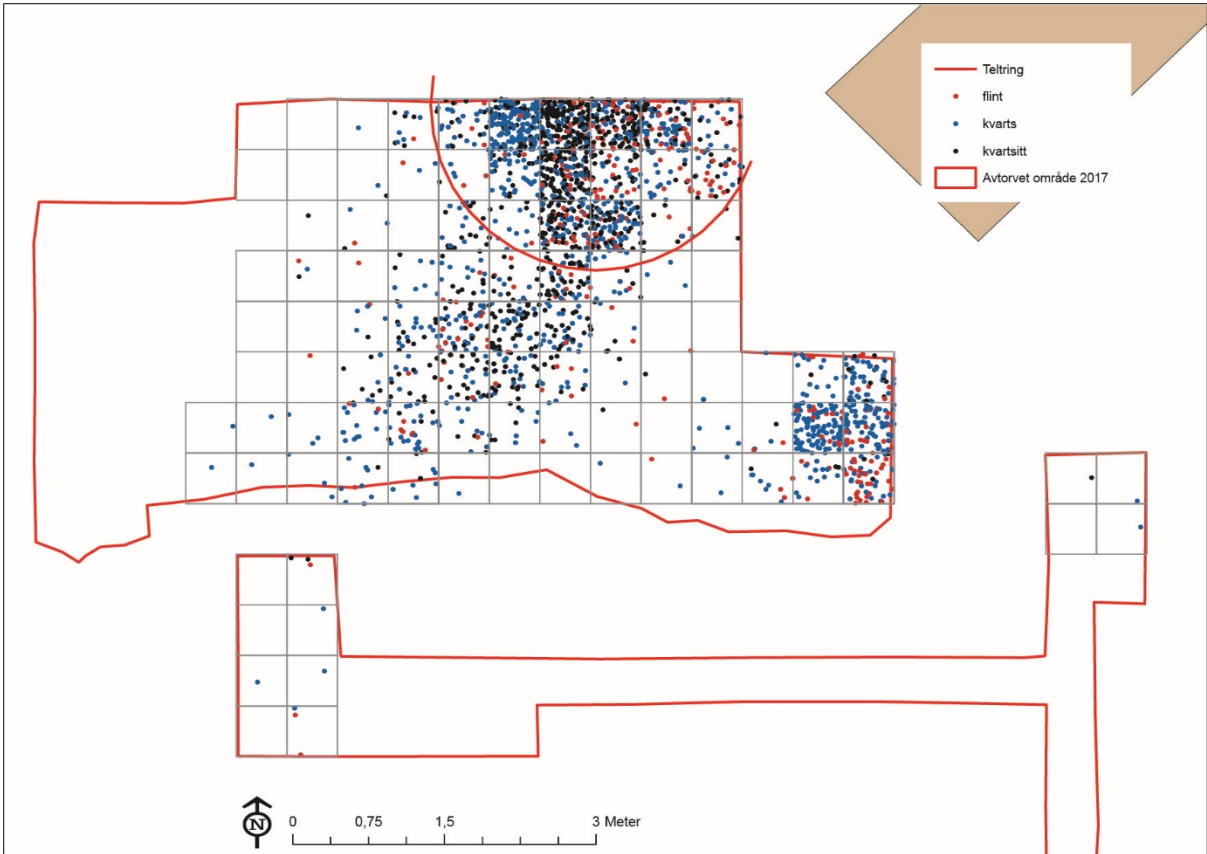 Teltring
flint
kvarts
kvartsitt
Avtorvet område 2017
N
0 0,75 1,5 3 Meter